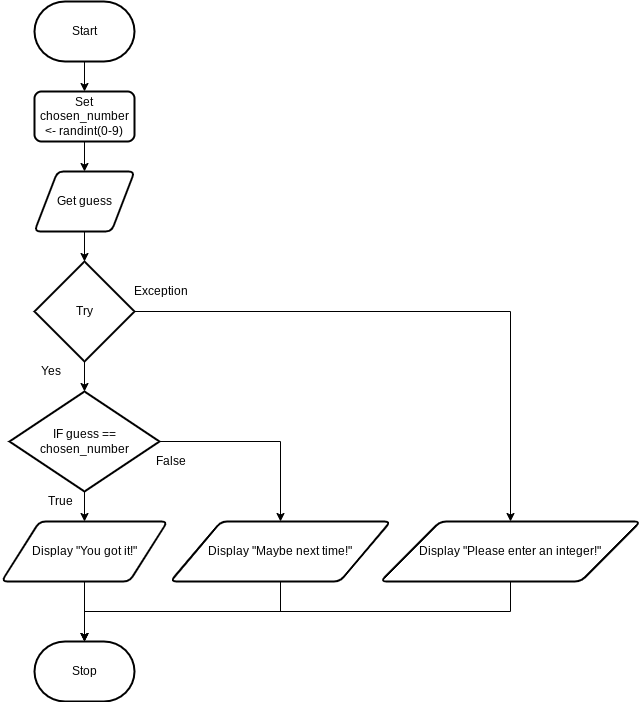 Start
Set
chosen_number
<- randint(0-9)
Get guess
Exception
Try
Yes
IF guess ==
chosen_number
False
True
Display "You got it!"
Display "Maybe next time!"
Display "Please enter an integer!"
Stop